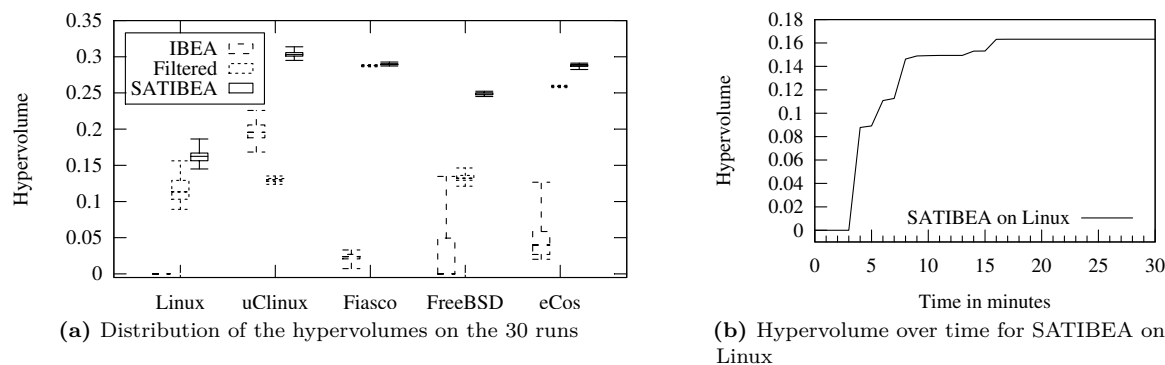 0.35
0.3
0.25
0.2
0.15
0.1
0.05
0
Hypervolume
IBEA
Filtered
SATIBEA
Linux uClinux Fiasco FreeBSD eCos
(a) Distribution of the hypervolumes on the 30 runs
0.18
0.16
0.14
0.12
0.1
0.08
0.06
0.04
0.02
0
Hypervolume
SATIBEA on Linux
0 5 10 15 20 25 30
Time in minutes
(b) Hypervolume over time for SATIBEA on
Linux